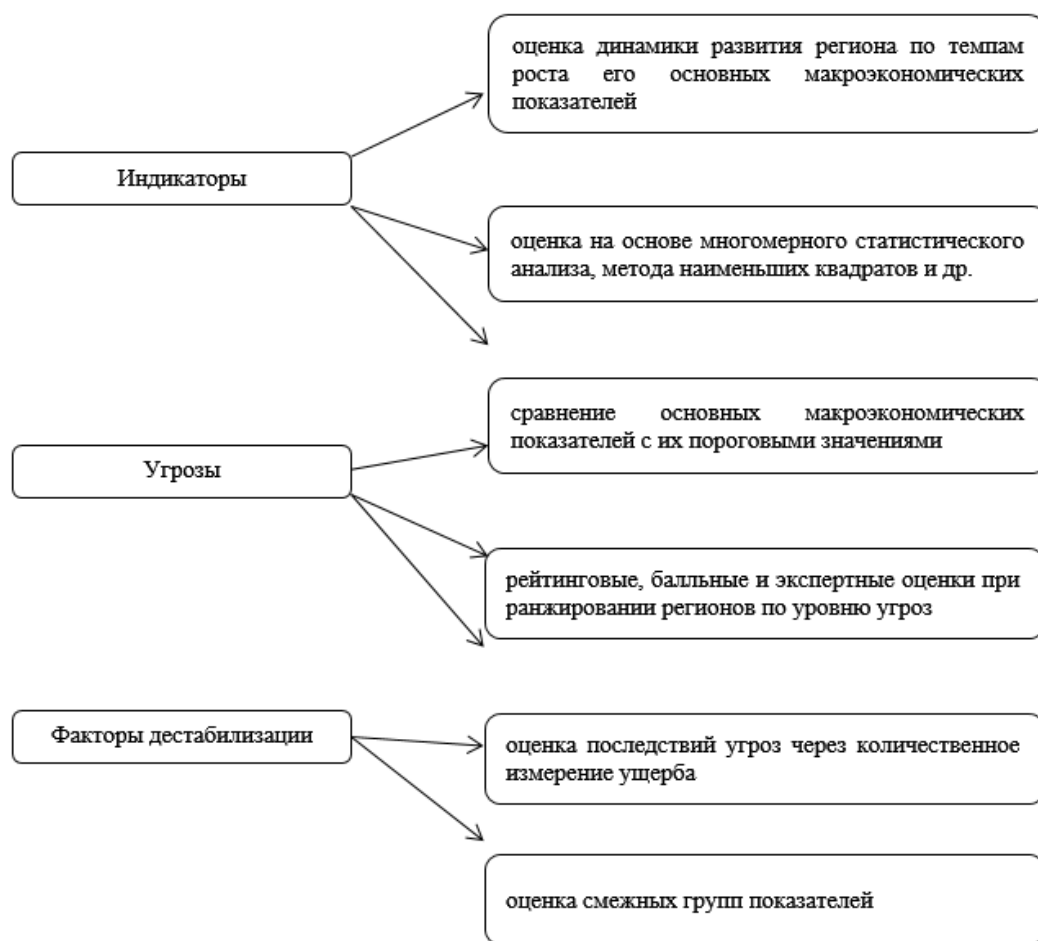 оценка динамики развития региона по темпам
роста его основных макроэкономических
показателей
Индикаторы
оценка на основе многомерного статистического
анализа, метода наименьших квадратов и др.
сравнение основных макроэкономических
показателей с их пороговыми значениями
Угрозы
рейтинговые, балльные и экспертные оценки при
ранжировании регионов по уровню угроз
Факторы дестабилизации
оценка последствий угроз через количественное
измерение ущерба
оценка смежных групп показателей